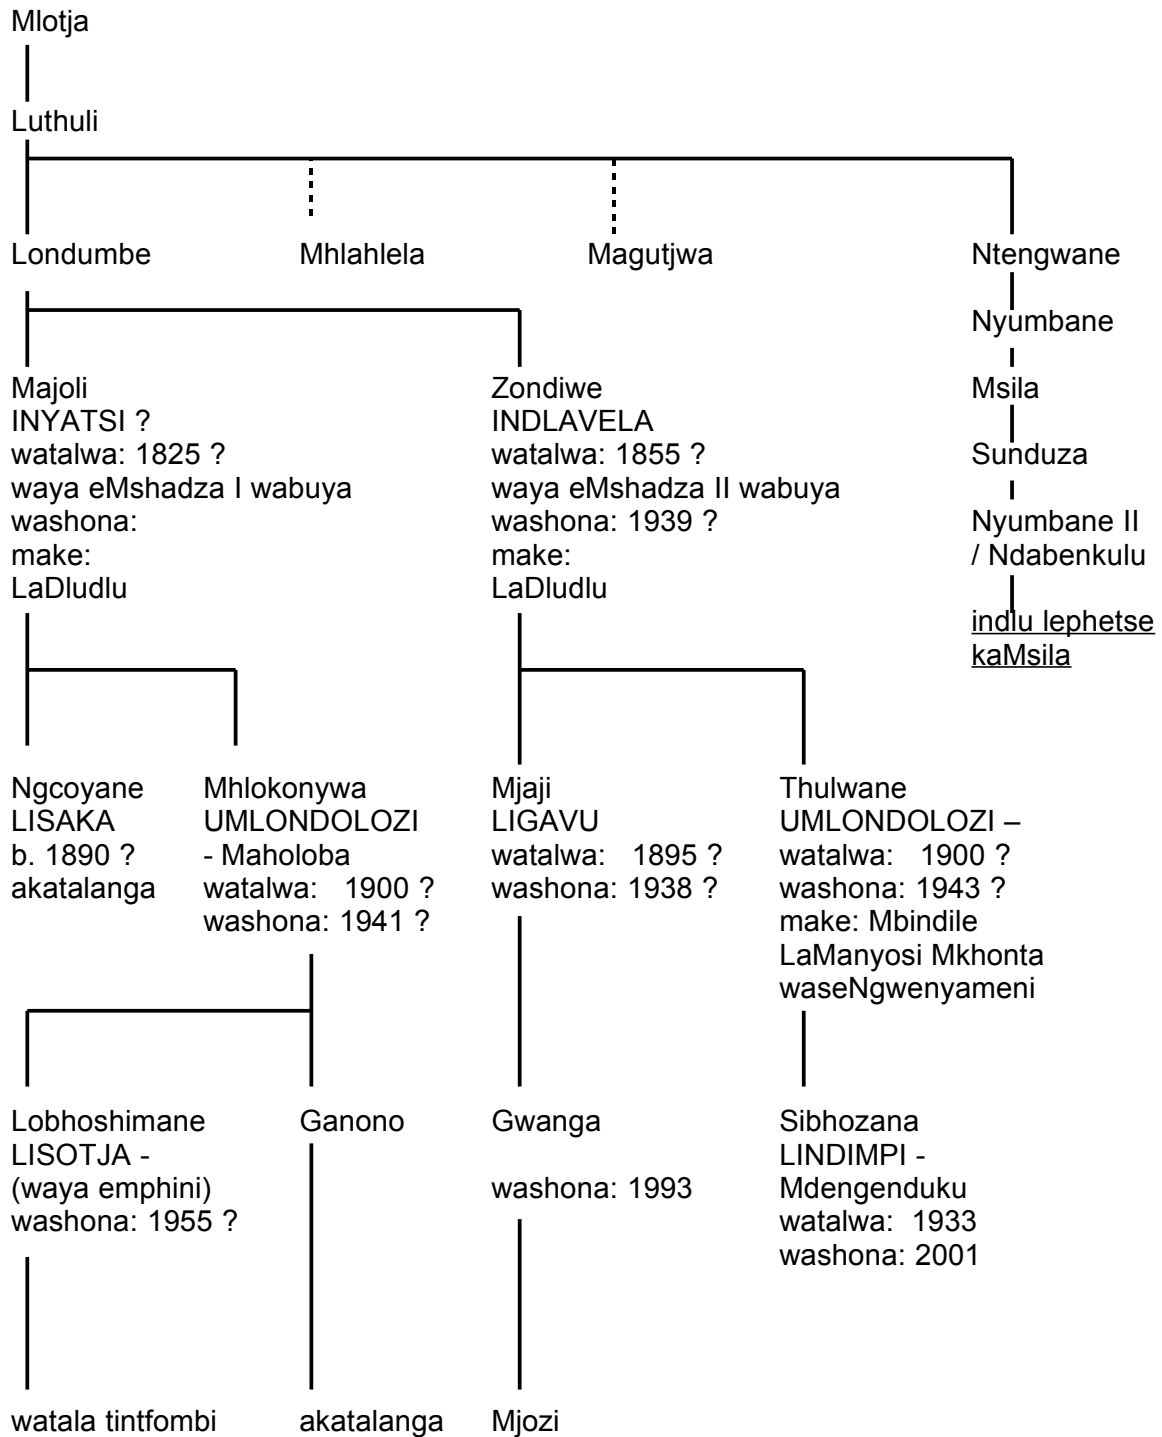 Mlotja
Luthuli
Londumbe
Mhlahlela
Magutjwa
Ntengwane
Nyumbane
Msila
Sunduza
Nyumbane II
/ Ndabenkulu
indlu lephetse
kaMsila
Majoli
INYATSI ?
watalwa: 1825 ?
waya eMshadza I wabuya
washona:
make:
LaDludlu
Zondiwe
INDLAVELA
watalwa: 1855 ?
waya eMshadza II wabuya
washona: 1939 ?
make:
LaDludlu
Ngcoyane
LISAKA
b. 1890 ?
akatalanga
Mhlokonywa
UMLONDOLOZI
- Maholoba
watalwa: 1900 ?
washona: 1941 ?
Mjaji
LIGAVU
watalwa: 1895 ?
washona: 1938 ?
Thulwane
UMLONDOLOZI –
watalwa: 1900 ?
washona: 1943 ?
make: Mbindile
LaManyosi Mkhonta
waseNgwenyameni
Lobhoshimane
LISOTJA -
(waya emphini)
washona: 1955 ?
Ganono
Gwanga
washona: 1993
Sibhozana
LINDIMPI -
Mdengenduku
watalwa: 1933
washona: 2001
watala tintfombi
akatalanga
Mjozi